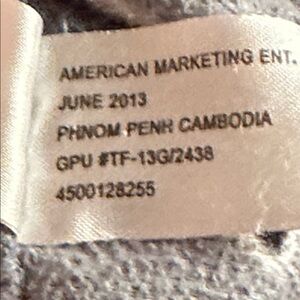 AMERICAN MARKETING ENT.
JUNE 2013
PHNOM PENH CAMBODIA
GPU #TF-13G/2438
4500128255